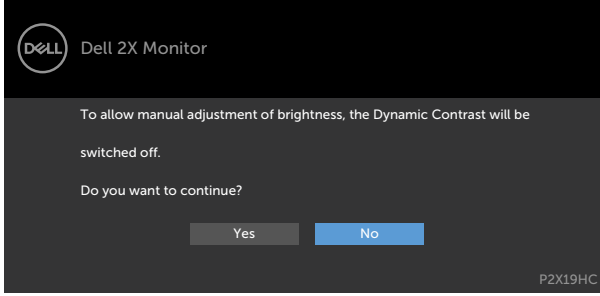 DELL
Dell 2X Monitor
To allow manual adjustment of brightness, the Dynamic Contrast will be
switched off.
Do you want to continue?
Yes No
P2X19HC